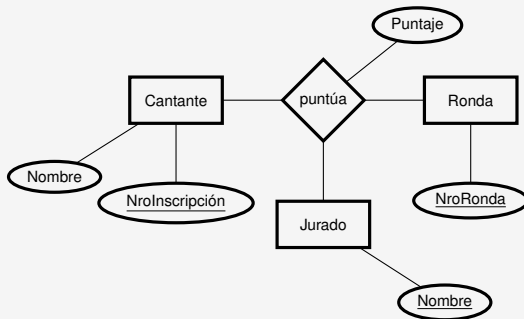 Puntaje
Cantante
puntúa
Ronda
Nombre
NroInscripción
NroRonda
Jurado
Nombre